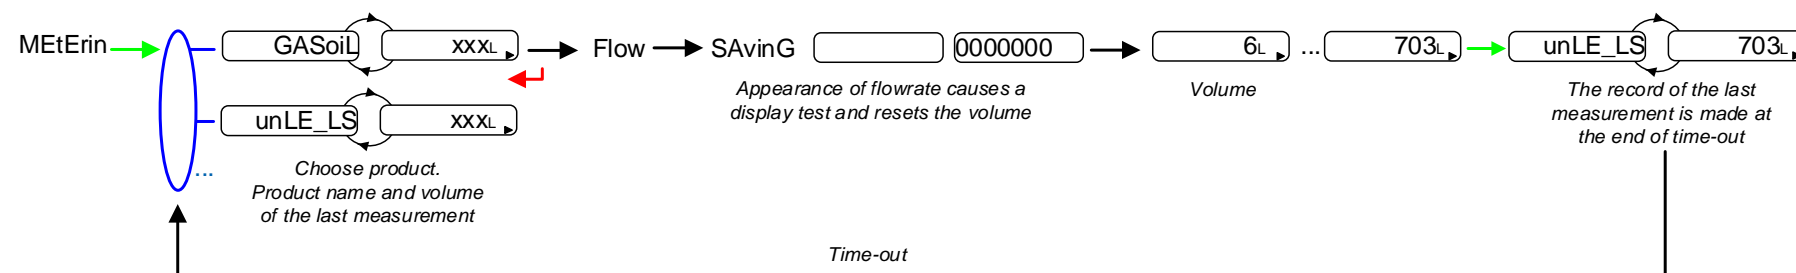 MEtErin GASoiL xxxL Flow SAvinG 0000000 6L ... 703L unLE_LS 703L
unLE_LS xxxL
...
Appearance of flowrate causes a
display test and resets the volume
Volume
The record of the last
measurement is made at
the end of time-out
Choose product.
Product name and volume
of the last measurement
Time-out